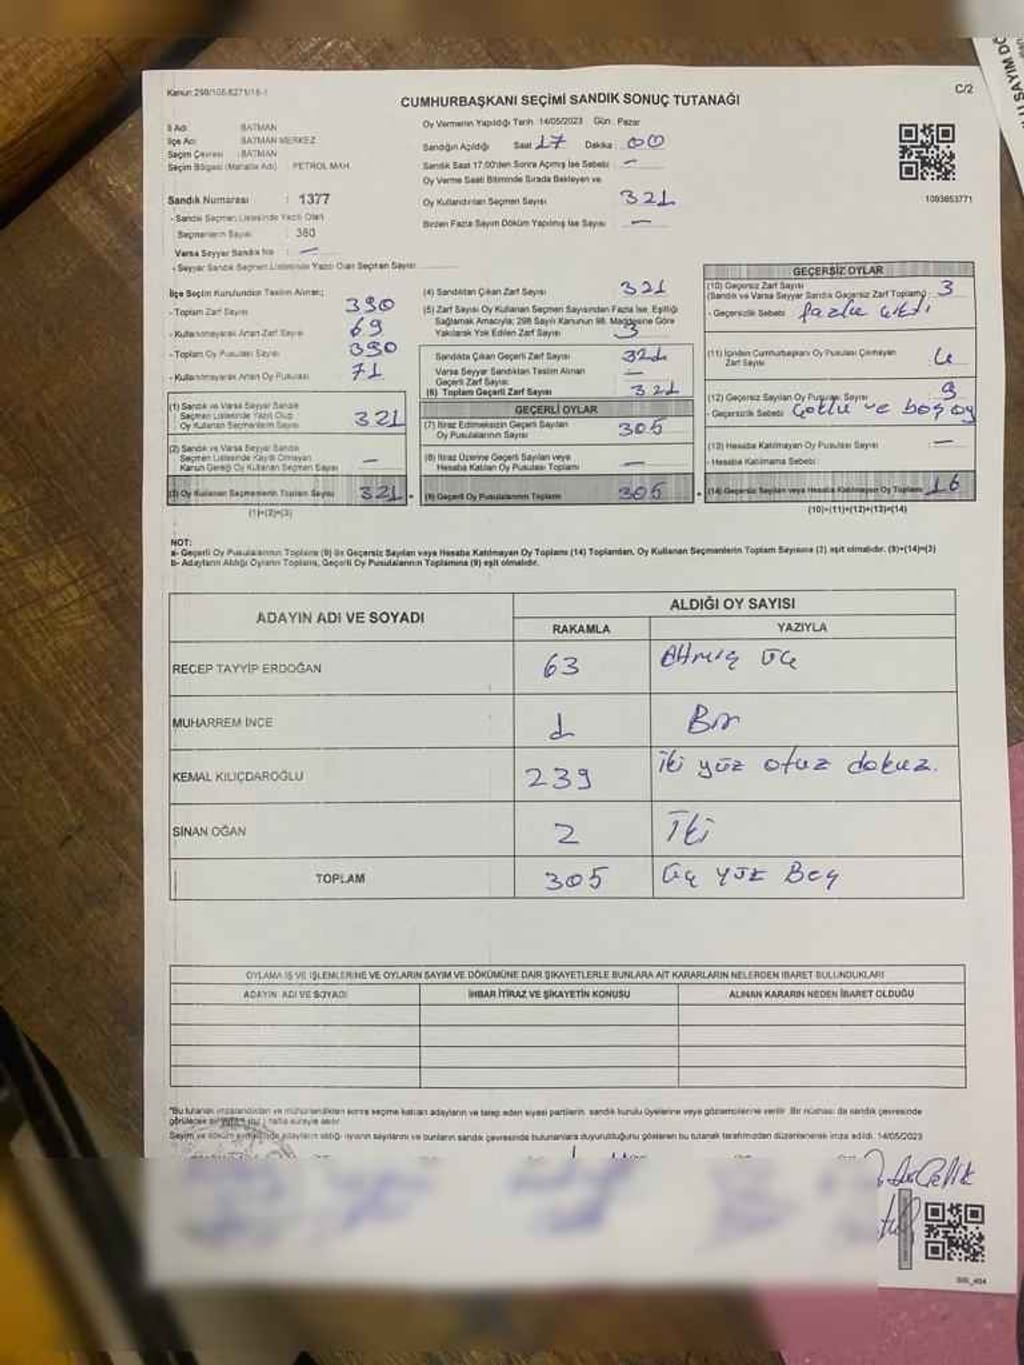 Kanun:298/105-6271/16-1
C/2
CUMHURBAŞKANI SEÇİMİ SANDIK SONUÇ TUTANAĞI
İl Adı : BATMAN
İlçe Adı : BATMAN MERKEZ
Seçim Çevresi : BATMAN
Seçim Bölgesi (Mahalle Adı) : PETROL MAH.
Sandık Numarası : 1377
- Sandık Seçmen Listesinde Yazılı Olan
Seçmenlerin Sayısı : 380
Varsa Seyyar Sandık No : —
- Seyyar Sandık Seçmen Listesinde Yazılı Olan Seçmen Sayısı
Oy Vermenin Yapıldığı Tarih 14/05/2023 Gün : Pazar
Sandığın Açıldığı Saat 17 Dakika : 00
Sandık Saat 17:00'den Sonra Açılmış İse Sebebi : —
Oy Verme Saati Bitiminde Sırada Bekleyen ve
Oy Kullandırılan Seçmen Sayısı 321
Birden Fazla Sayım Döküm Yapılmış İse Sayısı —
1093653771
İlçe Seçim Kurulundan Teslim Alınan;
- Toplam Zarf Sayısı 390
- Kullanılmayarak Artan Zarf Sayısı 69
- Toplam Oy Pusulası Sayısı 390
- Kullanılmayarak Artan Oy Pusulası 71
(1) Sandık ve Varsa Seyyar Sandık
Seçmen Listesinde Yazılı Olup
Oy Kullanan Seçmenlerin Sayısı 321
(2) Sandık ve Varsa Seyyar Sandık
Seçmen Listesinde Kayıtlı Olmayan
Kanun Gereği Oy Kullanan Seçmen Sayısı —
(3) Oy Kullanan Seçmenlerin Toplam Sayısı 321
(1)+(2)=(3)
(4) Sandıktan Çıkan Zarf Sayısı 321
(5) Zarf Sayısı Oy Kullanan Seçmen Sayısından Fazla İse, Eşitliği
Sağlamak Amacıyla; 298 Sayılı Kanunun 98. Maddesine Göre
Yakılarak Yok Edilen Zarf Sayısı 3
Sandıkta Çıkan Geçerli Zarf Sayısı 321
Varsa Seyyar Sandıktan Teslim Alınan
Geçerli Zarf Sayısı —
(6) Toplam Geçerli Zarf Sayısı 321
GEÇERLİ OYLAR
(7) İtiraz Edilmeksizin Geçerli Sayılan
Oy Pusulalarının Sayısı 305
(8) İtiraz Üzerine Geçerli Sayılan veya
Hesaba Katılan Oy Pusulası Toplamı —
(9) Geçerli Oy Pusulalarının Toplamı 305
GEÇERSİZ OYLAR
(10) Geçersiz Zarf Sayısı
(Sandık ve Varsa Seyyar Sandık Geçersiz Zarf Toplamı) 3
- Geçersizlik Sebebi : fazla çıktı
(11) İçinden Cumhurbaşkanı Oy Pusulası Çıkmayan
Zarf Sayısı 4
(12) Geçersiz Sayılan Oy Pusulası Sayısı 9
- Geçersizlik Sebebi Çoklu ve boş oy
(13) Hesaba Katılmayan Oy Pusulası Sayısı —
- Hesaba Katılmama Sebebi :
(14) Geçersiz Sayılan veya Hesaba Katılmayan Oy Toplamı 16
(10)+(11)+(12)+(13)=(14)
NOT:
a- Geçerli Oy Pusulalarının Toplamı (9) ile Geçersiz Sayılan veya Hesaba Katılmayan Oy Toplamı (14) Toplamları, Oy Kullanan Seçmenlerin Toplam Sayısına (3) eşit olmalıdır. (9)+(14)=(3)
b- Adayların Aldığı Oyların Toplamı, Geçerli Oy Pusulalarının Toplamına (9) eşit olmalıdır.
ADAYIN ADI VE SOYADI
ALDIĞI OY SAYISI
RAKAMLA YAZIYLA
RECEP TAYYİP ERDOĞAN 63 Altmış üç
MUHARREM İNCE 1 Bir
KEMAL KILIÇDAROĞLU 239 iki yüz otuz dokuz.
SİNAN OĞAN 2 İki
TOPLAM 305 Üç yüz Beş
OYLAMA İŞ VE İŞLEMLERİNE VE OYLARIN SAYIM VE DÖKÜMÜNE DAİR ŞİKAYETLERLE BUNLARA AİT KARARLARIN NELERDEN İBARET BULUNDUKLARI
ADAYIN ADI VE SOYADI İHBAR İTİRAZ VE ŞİKAYETİN KONUSU ALINAN KARARIN NEDEN İBARET OLDUĞU
*Bu tutanak imzalandıktan ve mühürlendikten sonra seçime katılan adayların ve talep eden siyasi partilerin, sandık kurulu üyelerine veya gözlemcilerine verilir. Bir nüshası da sandık çevresinde
görülecek bir yere bir hafta süreyle asılır.
Sayım ve döküm evresinde adayların aldığı oyların sayılarını ve bunların sandık çevresinde bulunanlara duyurulduğunu gösteren bu tutanak tarafımızdan düzenlenerek imza edildi. 14/05/2023